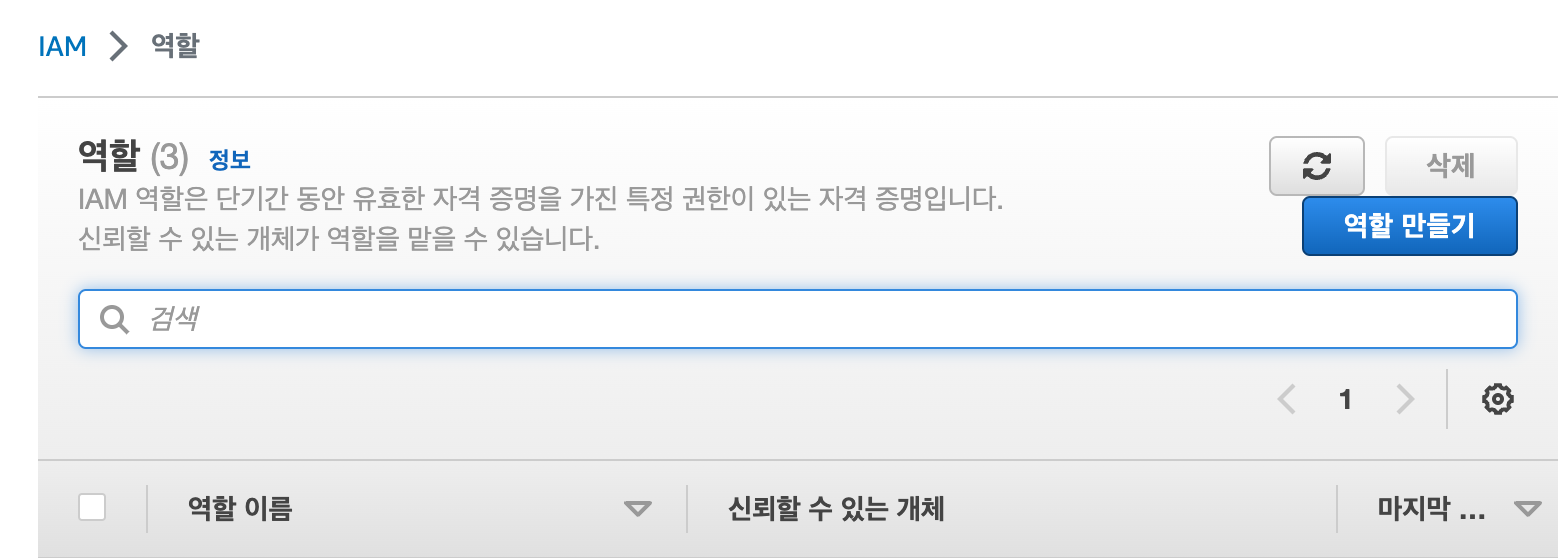 IAM > 역할
역할 (3) 정보
IAM 역할은 단기간 동안 유효한 자격 증명을 가진 특정 권한이 있는 자격 증명입니다.
신뢰할 수 있는 개체가 역할을 맡을 수 있습니다.
삭제
역할 만들기
검색
1
역할 이름 신뢰할 수 있는 개체 마지막 ...